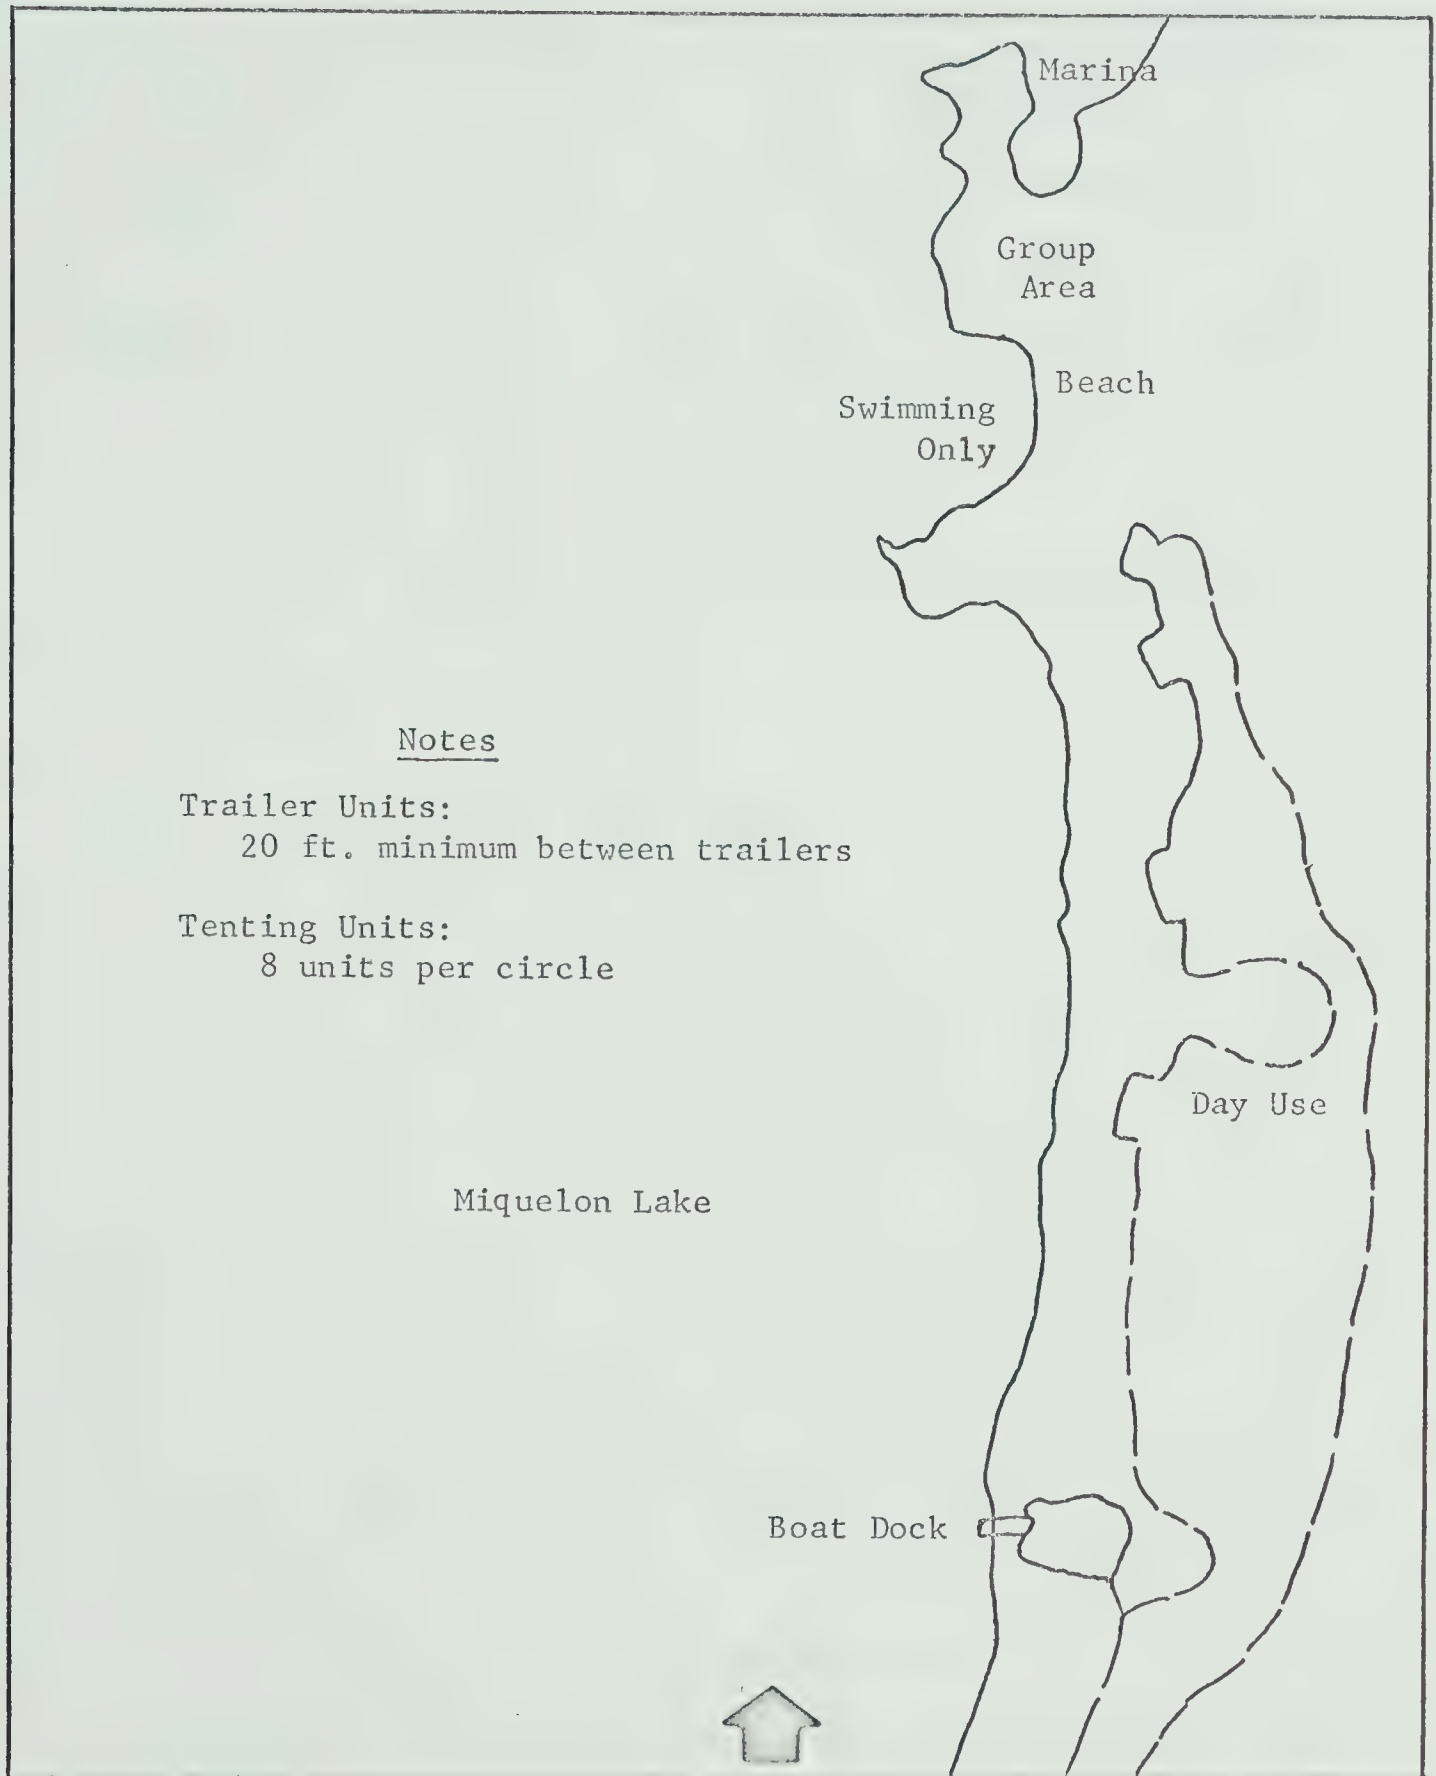 Marina
Group
Area
Beach
Swimming
Only
Notes
Trailer Units:
20 ft. minimum between trailers
Tenting Units:
8 units per circle
Day Use
Miquelon Lake
Boat Dock